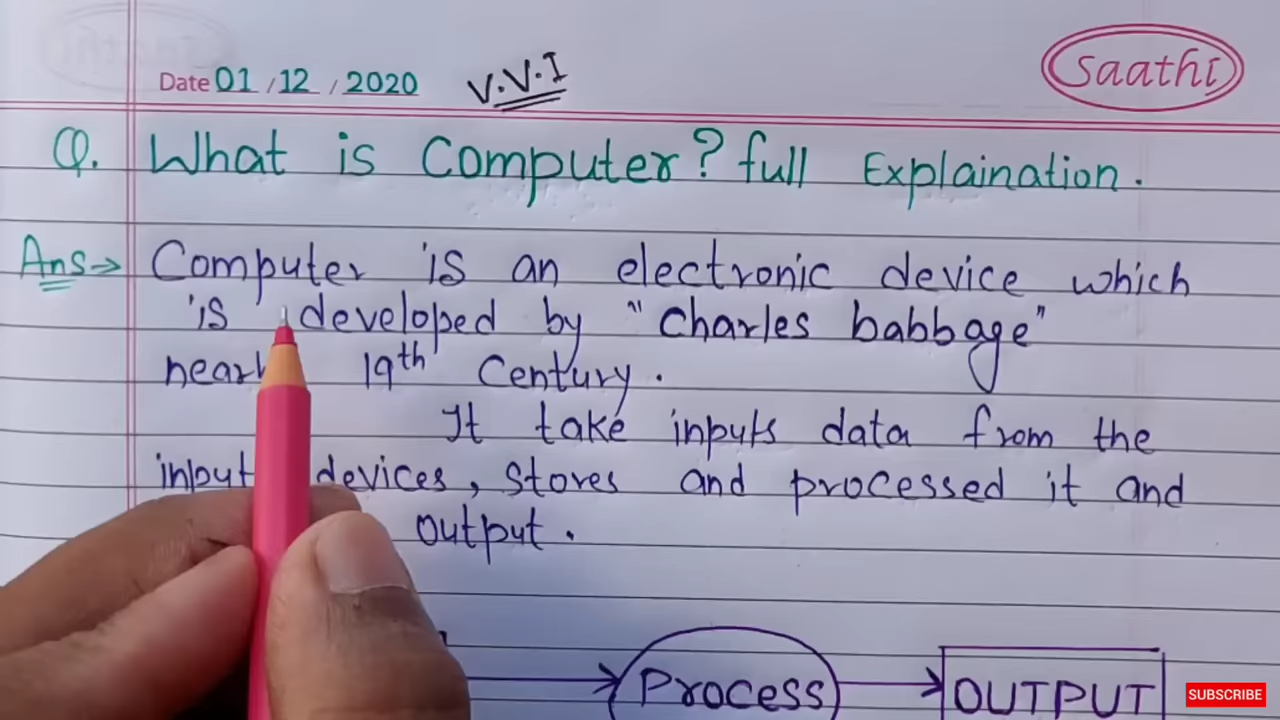 Saathi
Date 01 / 12 / 2020 V.V.I
Q. What is Computer? full Explaination.
Ans→ Computer is an electronic device which
is developed by "Charles babbage"
19th Century.
It take inputs data from the
input devices, stores and processed it and
output.
Process OUTPUT
SUBSCRIBE